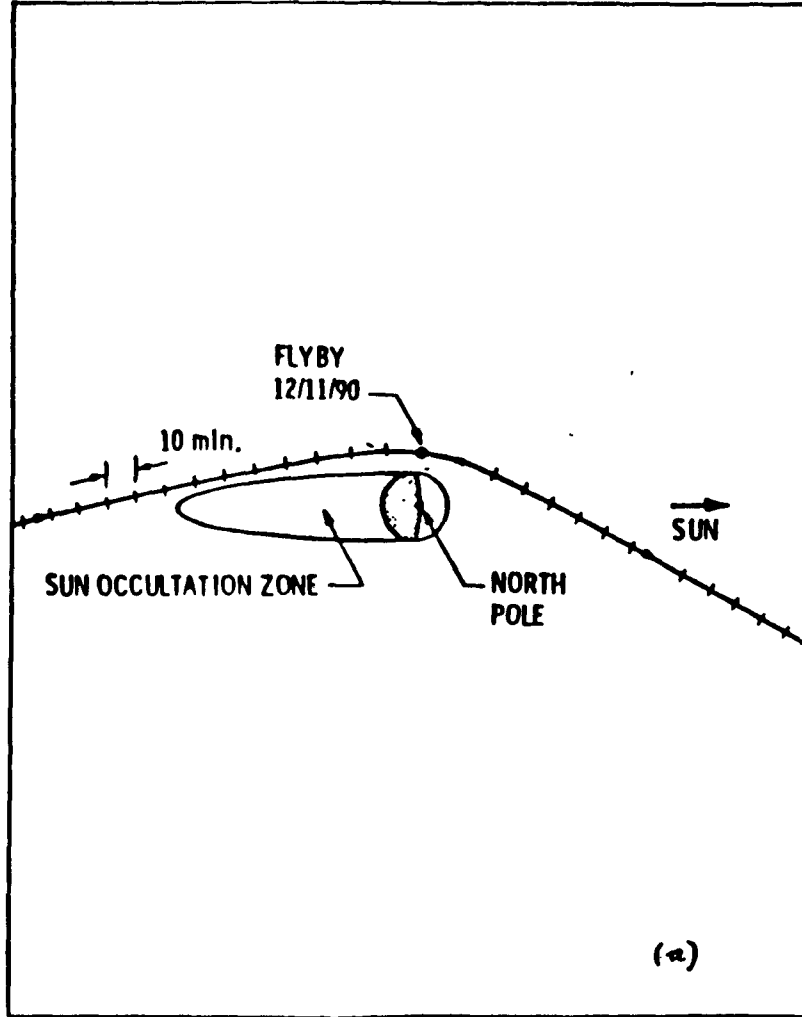 FLYBY
12/11/90
10 min.
SUN
SUN OCCULTATION ZONE
NORTH
POLE
(a)